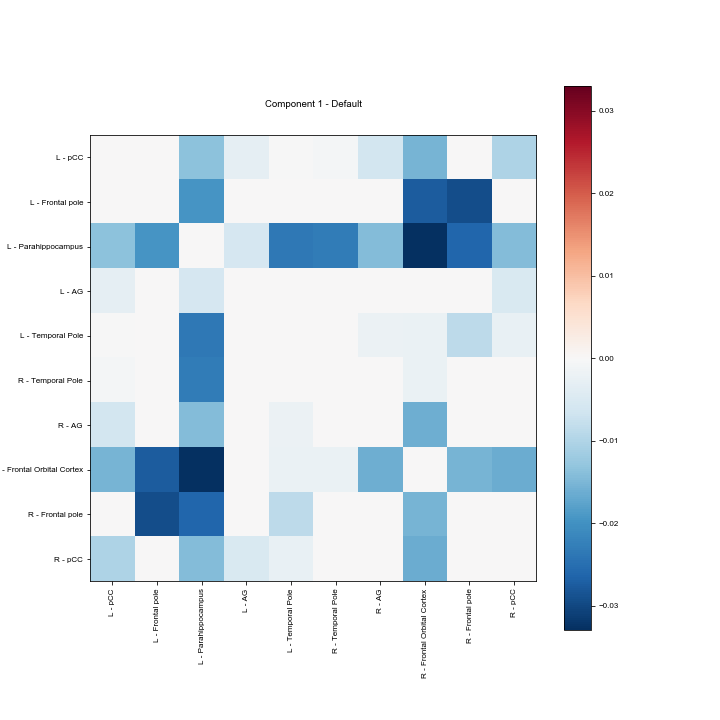 Component 1 - Default
L - pCC
L - Frontal pole
L - Parahippocampus
L - AG
L - Temporal Pole
R - Temporal Pole
R - AG
- Frontal Orbital Cortex
R - Frontal pole
R - pCC
L - pCC
L - Frontal pole
L - Parahippocampus
L - AG
L - Temporal Pole
R - Temporal Pole
R - AG
R - Frontal Orbital Cortex
R - Frontal pole
R - pCC
0.03
0.02
0.01
0.00
−0.01
−0.02
−0.03